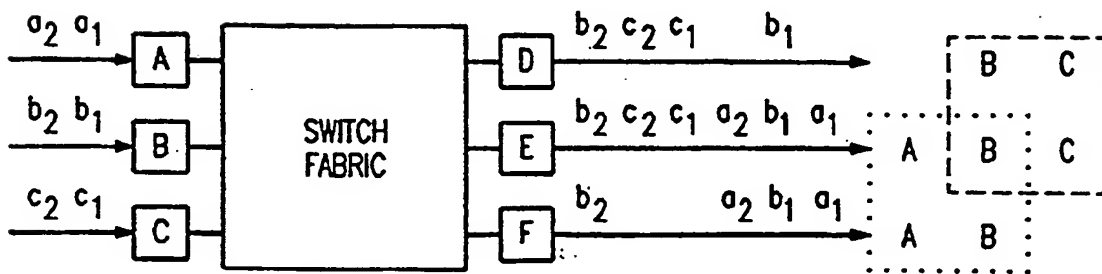 a₂ a₁ A D b₂ c₂ c₁ b₁ B C
b₂ b₁ B SWITCH FABRIC E b₂ c₂ c₁ a₂ b₁ a₁ A B C
c₂ c₁ C F b₂ a₂ b₁ a₁ A B